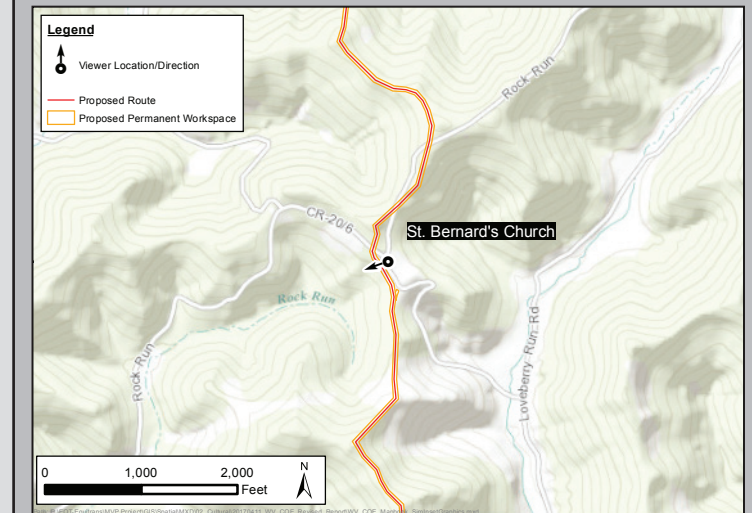 Legend
Viewer Location/Direction
Proposed Route
Proposed Permanent Workspace
Rock Run
CR-20/6
St. Bernard's Church
Rock Run
Rock Run
Loveberry Run Rd
0 1,000 2,000
Feet
N